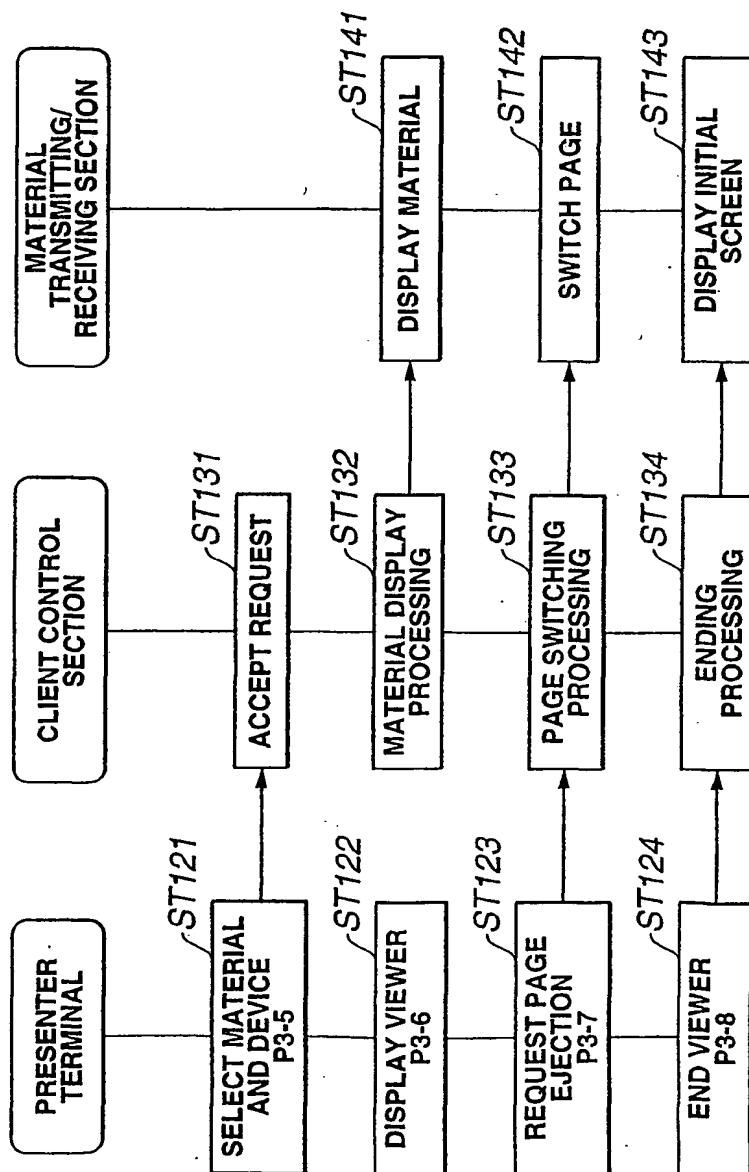 PRESENTER
TERMINAL
CLIENT CONTROL
SECTION
MATERIAL
TRANSMITTING/
RECEIVING SECTION
ST121
SELECT MATERIAL
AND DEVICE
P3-5
ST131
ACCEPT REQUEST
ST122
DISPLAY VIEWER
P3-6
ST132
MATERIAL DISPLAY
PROCESSING
ST141
DISPLAY MATERIAL
ST123
REQUEST PAGE
EJECTION
P3-7
ST133
PAGE SWITCHING
PROCESSING
ST142
SWITCH PAGE
ST124
END VIEWER
P3-8
ST134
ENDING
PROCESSING
ST143
DISPLAY INITIAL
SCREEN